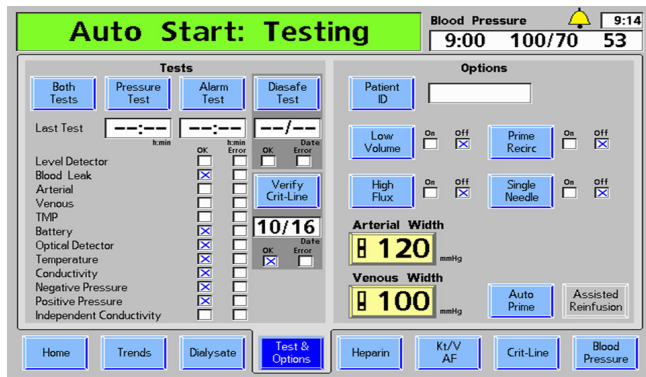 Auto Start: Testing
Blood Pressure
9:14
9:00 100/70 53
Tests
Both Tests
Pressure Test
Alarm Test
Diasafe Test
Last Test
--:--
--:--
--/--
h:min
h:min
Date
OK Error
OK Error
Level Detector
Blood Leak
Arterial
Venous
TMP
Battery
Optical Detector
Temperature
Conductivity
Negative Pressure
Positive Pressure
Independent Conductivity
Verify Crit-Line
10/16
Date
OK Error
Options
Patient ID
Low Volume
On Off
Prime Recirc
On Off
High Flux
On Off
Single Needle
On Off
Arterial Width
120 mmHg
Venous Width
100 mmHg
Auto Prime
Assisted Reinfusion
Home
Trends
Dialysate
Test & Options
Heparin
Kt/V AF
Crit-Line
Blood Pressure